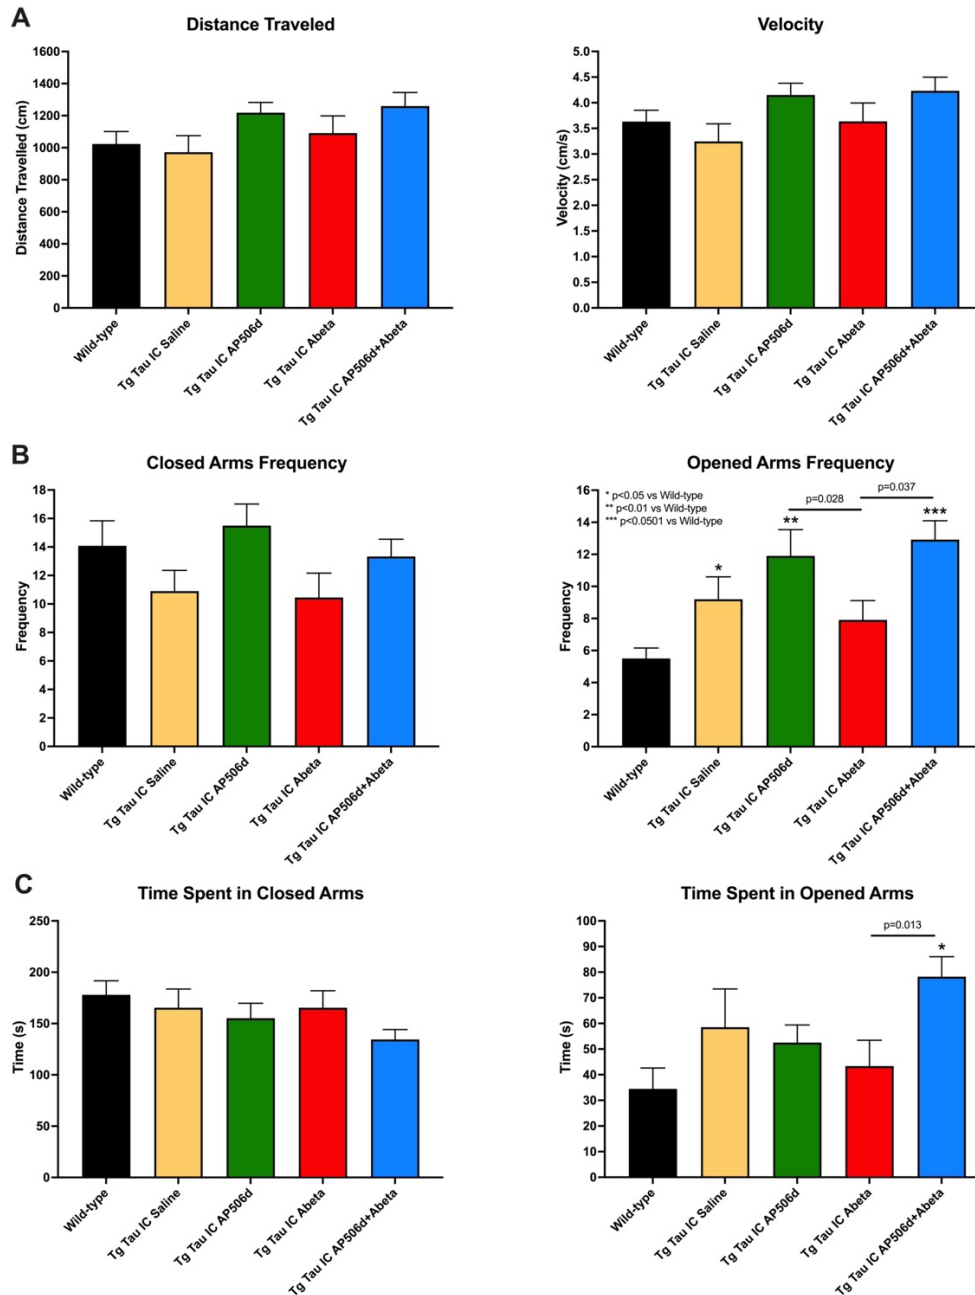 A
Distance Traveled
Distance Travelled (cm)
1600
1400
1200
1000
800
600
400
200
0
Wild-type
Tg Tau IC Saline
Tg Tau IC AP506d
Tg Tau IC Abeta
Tg Tau IC AP506d+Abeta
Velocity
Velocity (cm/s)
5.0
4.5
4.0
3.5
3.0
2.5
2.0
1.5
1.0
0.5
0.0
Wild-type
Tg Tau IC Saline
Tg Tau IC AP506d
Tg Tau IC Abeta
Tg Tau IC AP506d+Abeta
B
Closed Arms Frequency
Frequency
18
16
14
12
10
8
6
4
2
0
Wild-type
Tg Tau IC Saline
Tg Tau IC AP506d
Tg Tau IC Abeta
Tg Tau IC AP506d+Abeta
Opened Arms Frequency
* p<0.05 vs Wild-type
** p<0.01 vs Wild-type
*** p<0.0501 vs Wild-type
p=0.028
p=0.037
*
**
***
Frequency
16
14
12
10
8
6
4
2
0
Wild-type
Tg Tau IC Saline
Tg Tau IC AP506d
Tg Tau IC Abeta
Tg Tau IC AP506d+Abeta
C
Time Spent in Closed Arms
Time (s)
250
200
150
100
50
0
Wild-type
Tg Tau IC Saline
Tg Tau IC AP506d
Tg Tau IC Abeta
Tg Tau IC AP506d+Abeta
Time Spent in Opened Arms
p=0.013
*
Time (s)
100
90
80
70
60
50
40
30
20
10
0
Wild-type
Tg Tau IC Saline
Tg Tau IC AP506d
Tg Tau IC Abeta
Tg Tau IC AP506d+Abeta